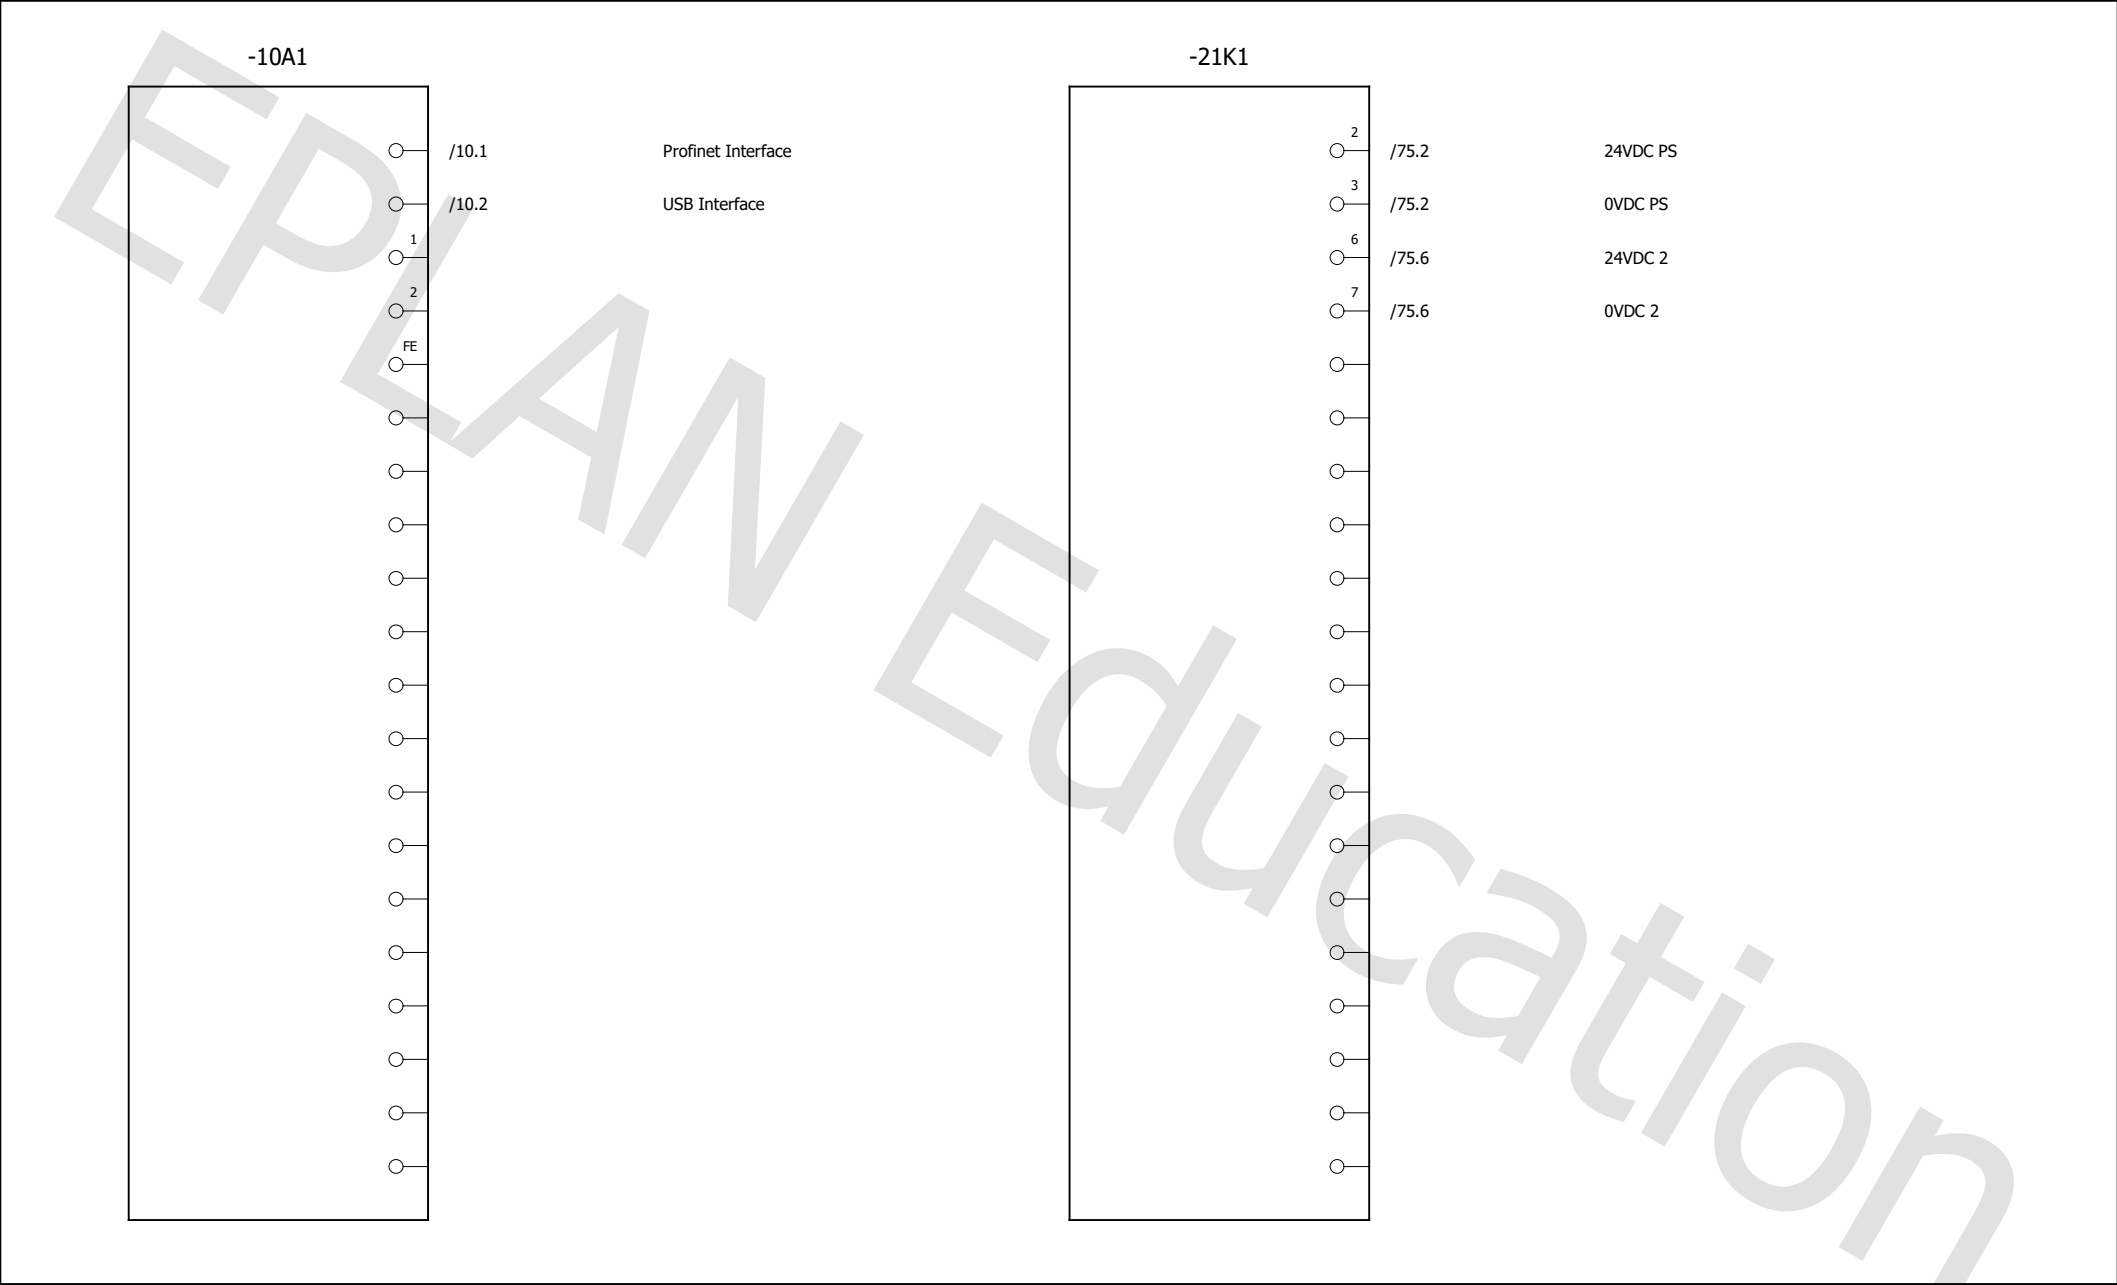 -10A1
/10.1 Profinet Interface
/10.2 USB Interface
1
2
FE
-21K1
2
/75.2 24VDC PS
3
/75.2 0VDC PS
6
/75.6 24VDC 2
7
/75.6 0VDC 2
EPLAN Education